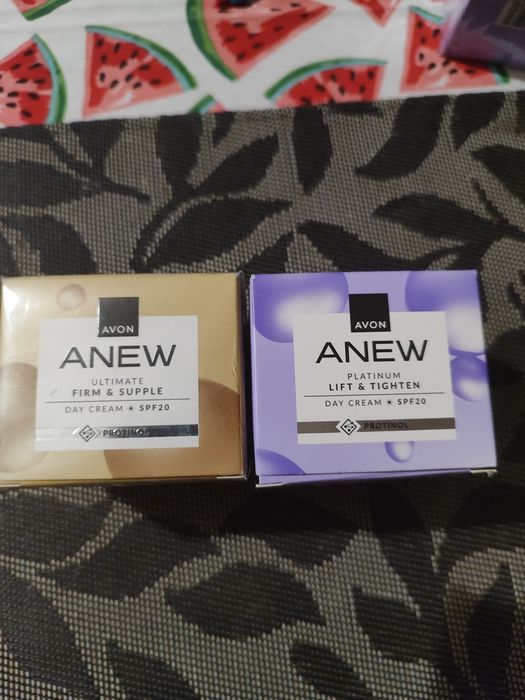 AVON
ANEW
ULTIMATE
FIRM & SUPPLE
DAY CREAM ☀ SPF20
PROTINOL
AVON
ANEW
PLATINUM
LIFT & TIGHTEN
DAY CREAM ☀ SPF20
PROTINOL